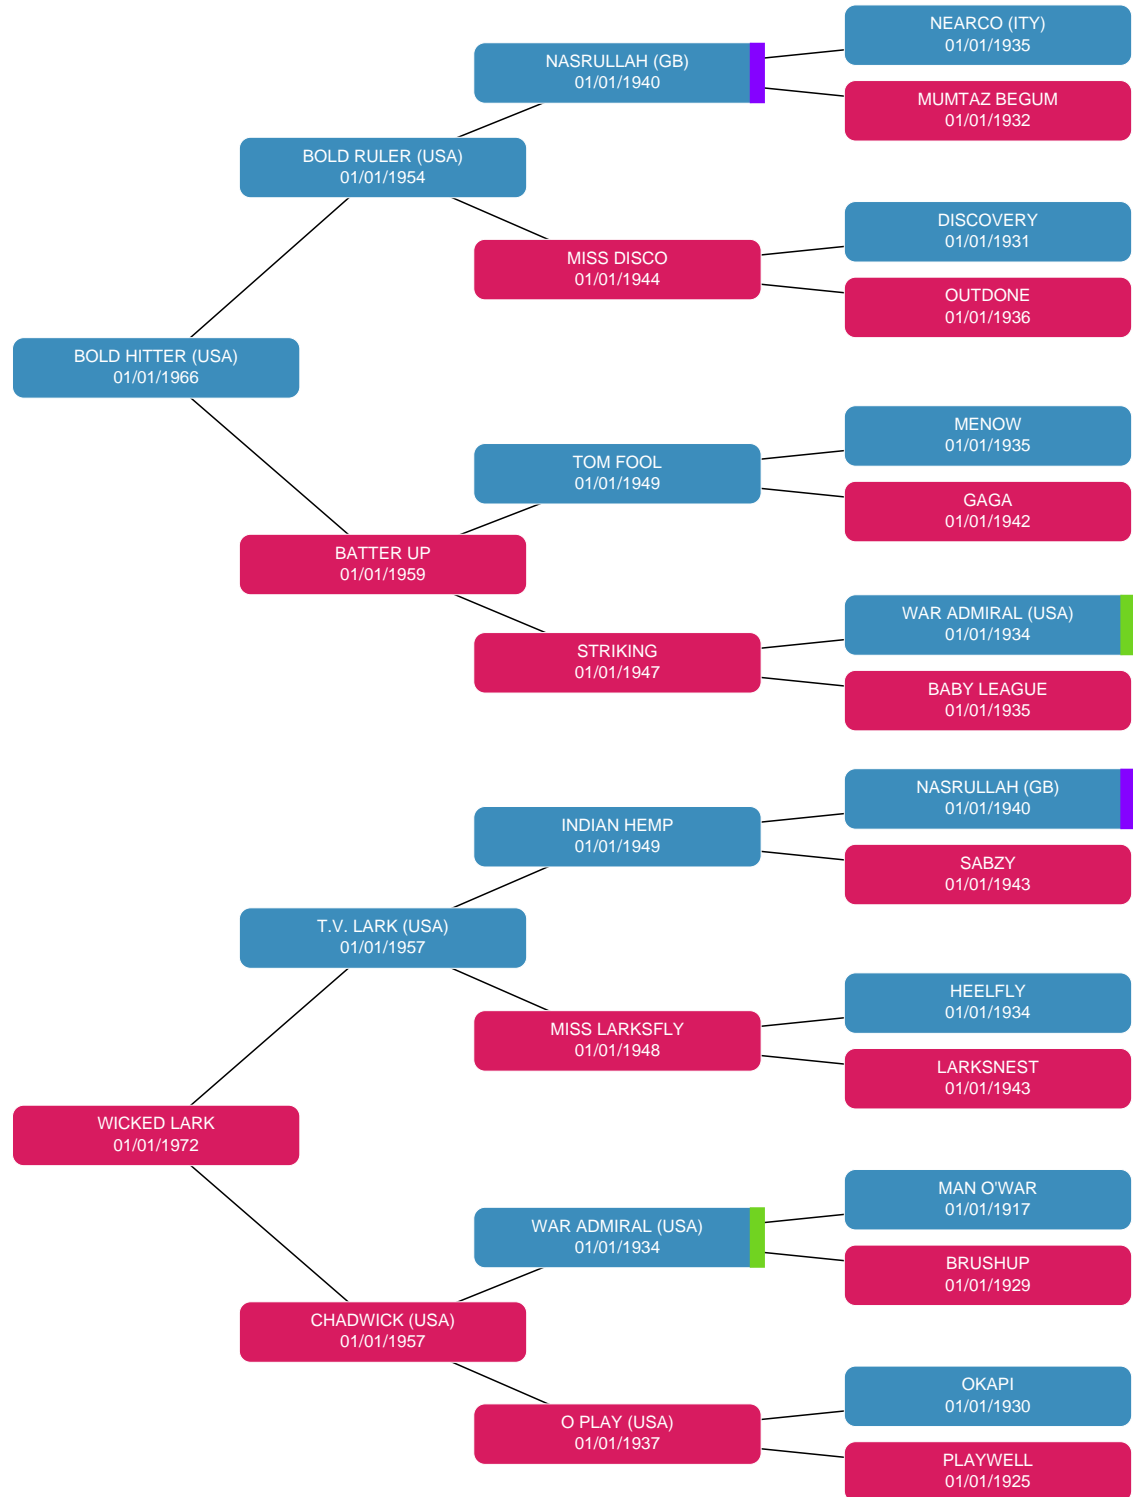 NEARCO (ITY)
01/01/1935
NASRULLAH (GB)
01/01/1940
MUMTAZ BEGUM
01/01/1932
BOLD RULER (USA)
01/01/1954
DISCOVERY
01/01/1931
MISS DISCO
01/01/1944
OUTDONE
01/01/1936
BOLD HITTER (USA)
01/01/1966
MENOW
01/01/1935
TOM FOOL
01/01/1949
GAGA
01/01/1942
BATTER UP
01/01/1959
WAR ADMIRAL (USA)
01/01/1934
STRIKING
01/01/1947
BABY LEAGUE
01/01/1935
NASRULLAH (GB)
01/01/1940
INDIAN HEMP
01/01/1949
SABZY
01/01/1943
T.V. LARK (USA)
01/01/1957
HEELFLY
01/01/1934
MISS LARKSFLY
01/01/1948
LARKSNEST
01/01/1943
WICKED LARK
01/01/1972
MAN O'WAR
01/01/1917
WAR ADMIRAL (USA)
01/01/1934
BRUSHUP
01/01/1929
CHADWICK (USA)
01/01/1957
OKAPI
01/01/1930
O PLAY (USA)
01/01/1937
PLAYWELL
01/01/1925